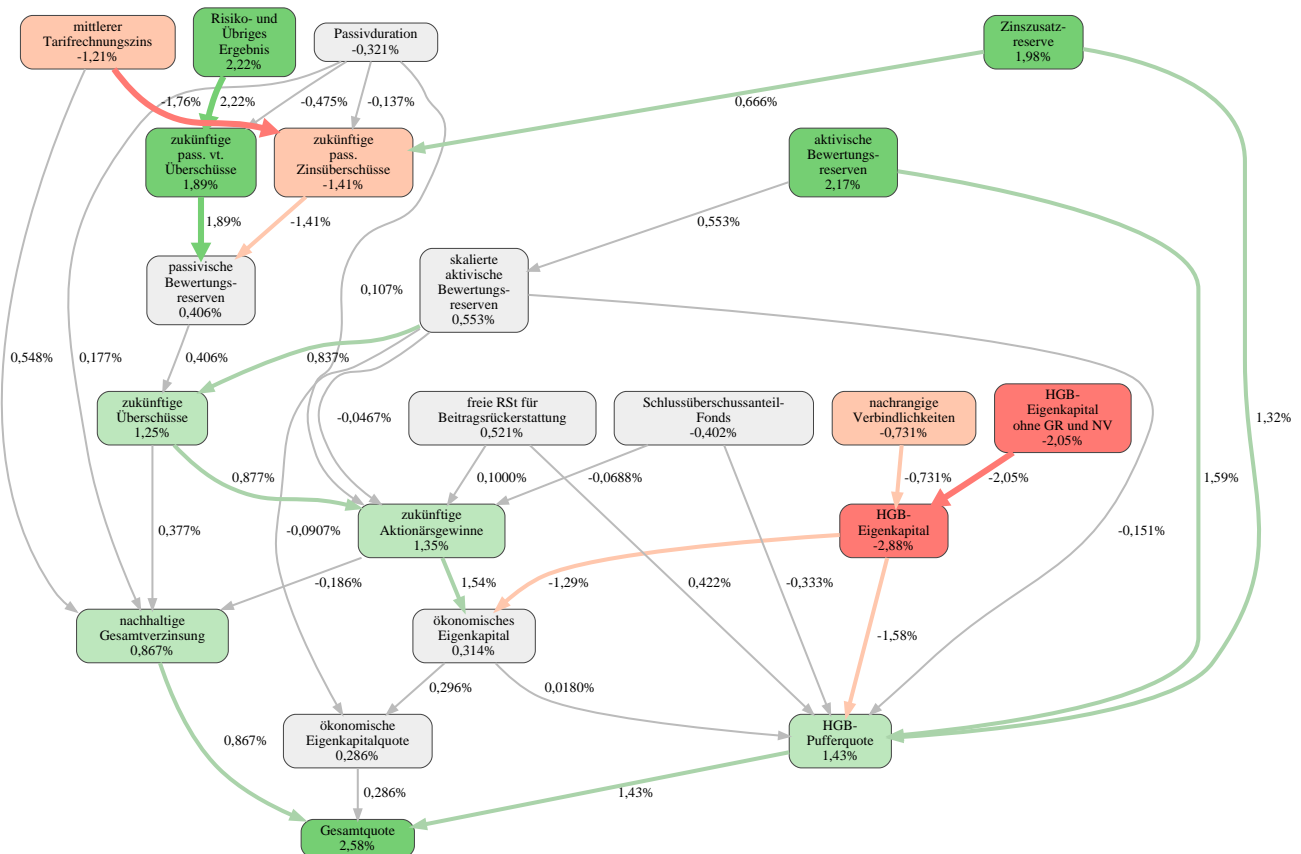 mittlerer
Tarifrechnungszins
-1,21%
Risiko- und
Übriges
Ergebnis
2,22%
Passivduration
-0,321%
Zinszusatz-
reserve
1,98%
-1,76%
2,22%
-0,475%
-0,137%
0,666%
zukünftige
pass. vt.
Überschüsse
1,89%
zukünftige
pass.
Zinsüberschüsse
-1,41%
aktivische
Bewertungs-
reserven
2,17%
1,89%
-1,41%
0,553%
passivische
Bewertungs-
reserven
0,406%
skalierte
aktivische
Bewertungs-
reserven
0,553%
0,107%
0,548%
0,177%
0,406%
0,837%
zukünftige
Überschüsse
1,25%
-0,0467%
freie RSt für
Beitragsrückerstattung
0,521%
Schlussüberschussanteil-
Fonds
-0,402%
nachrangige
Verbindlichkeiten
-0,731%
HGB-
Eigenkapital
ohne GR und NV
-2,05%
1,32%
0,877%
0,1000%
-0,0688%
-0,731%
-2,05%
1,59%
0,377%
-0,0907%
zukünftige
Aktionärsgewinne
1,35%
HGB-
Eigenkapital
-2,88%
-0,151%
-0,186%
1,54%
-1,29%
0,422%
-0,333%
nachhaltige
Gesamtverzinsung
0,867%
ökonomisches
Eigenkapital
0,314%
-1,58%
0,296%
0,0180%
ökonomische
Eigenkapitalquote
0,286%
HGB-
Pufferquote
1,43%
0,867%
0,286%
1,43%
Gesamtquote
2,58%